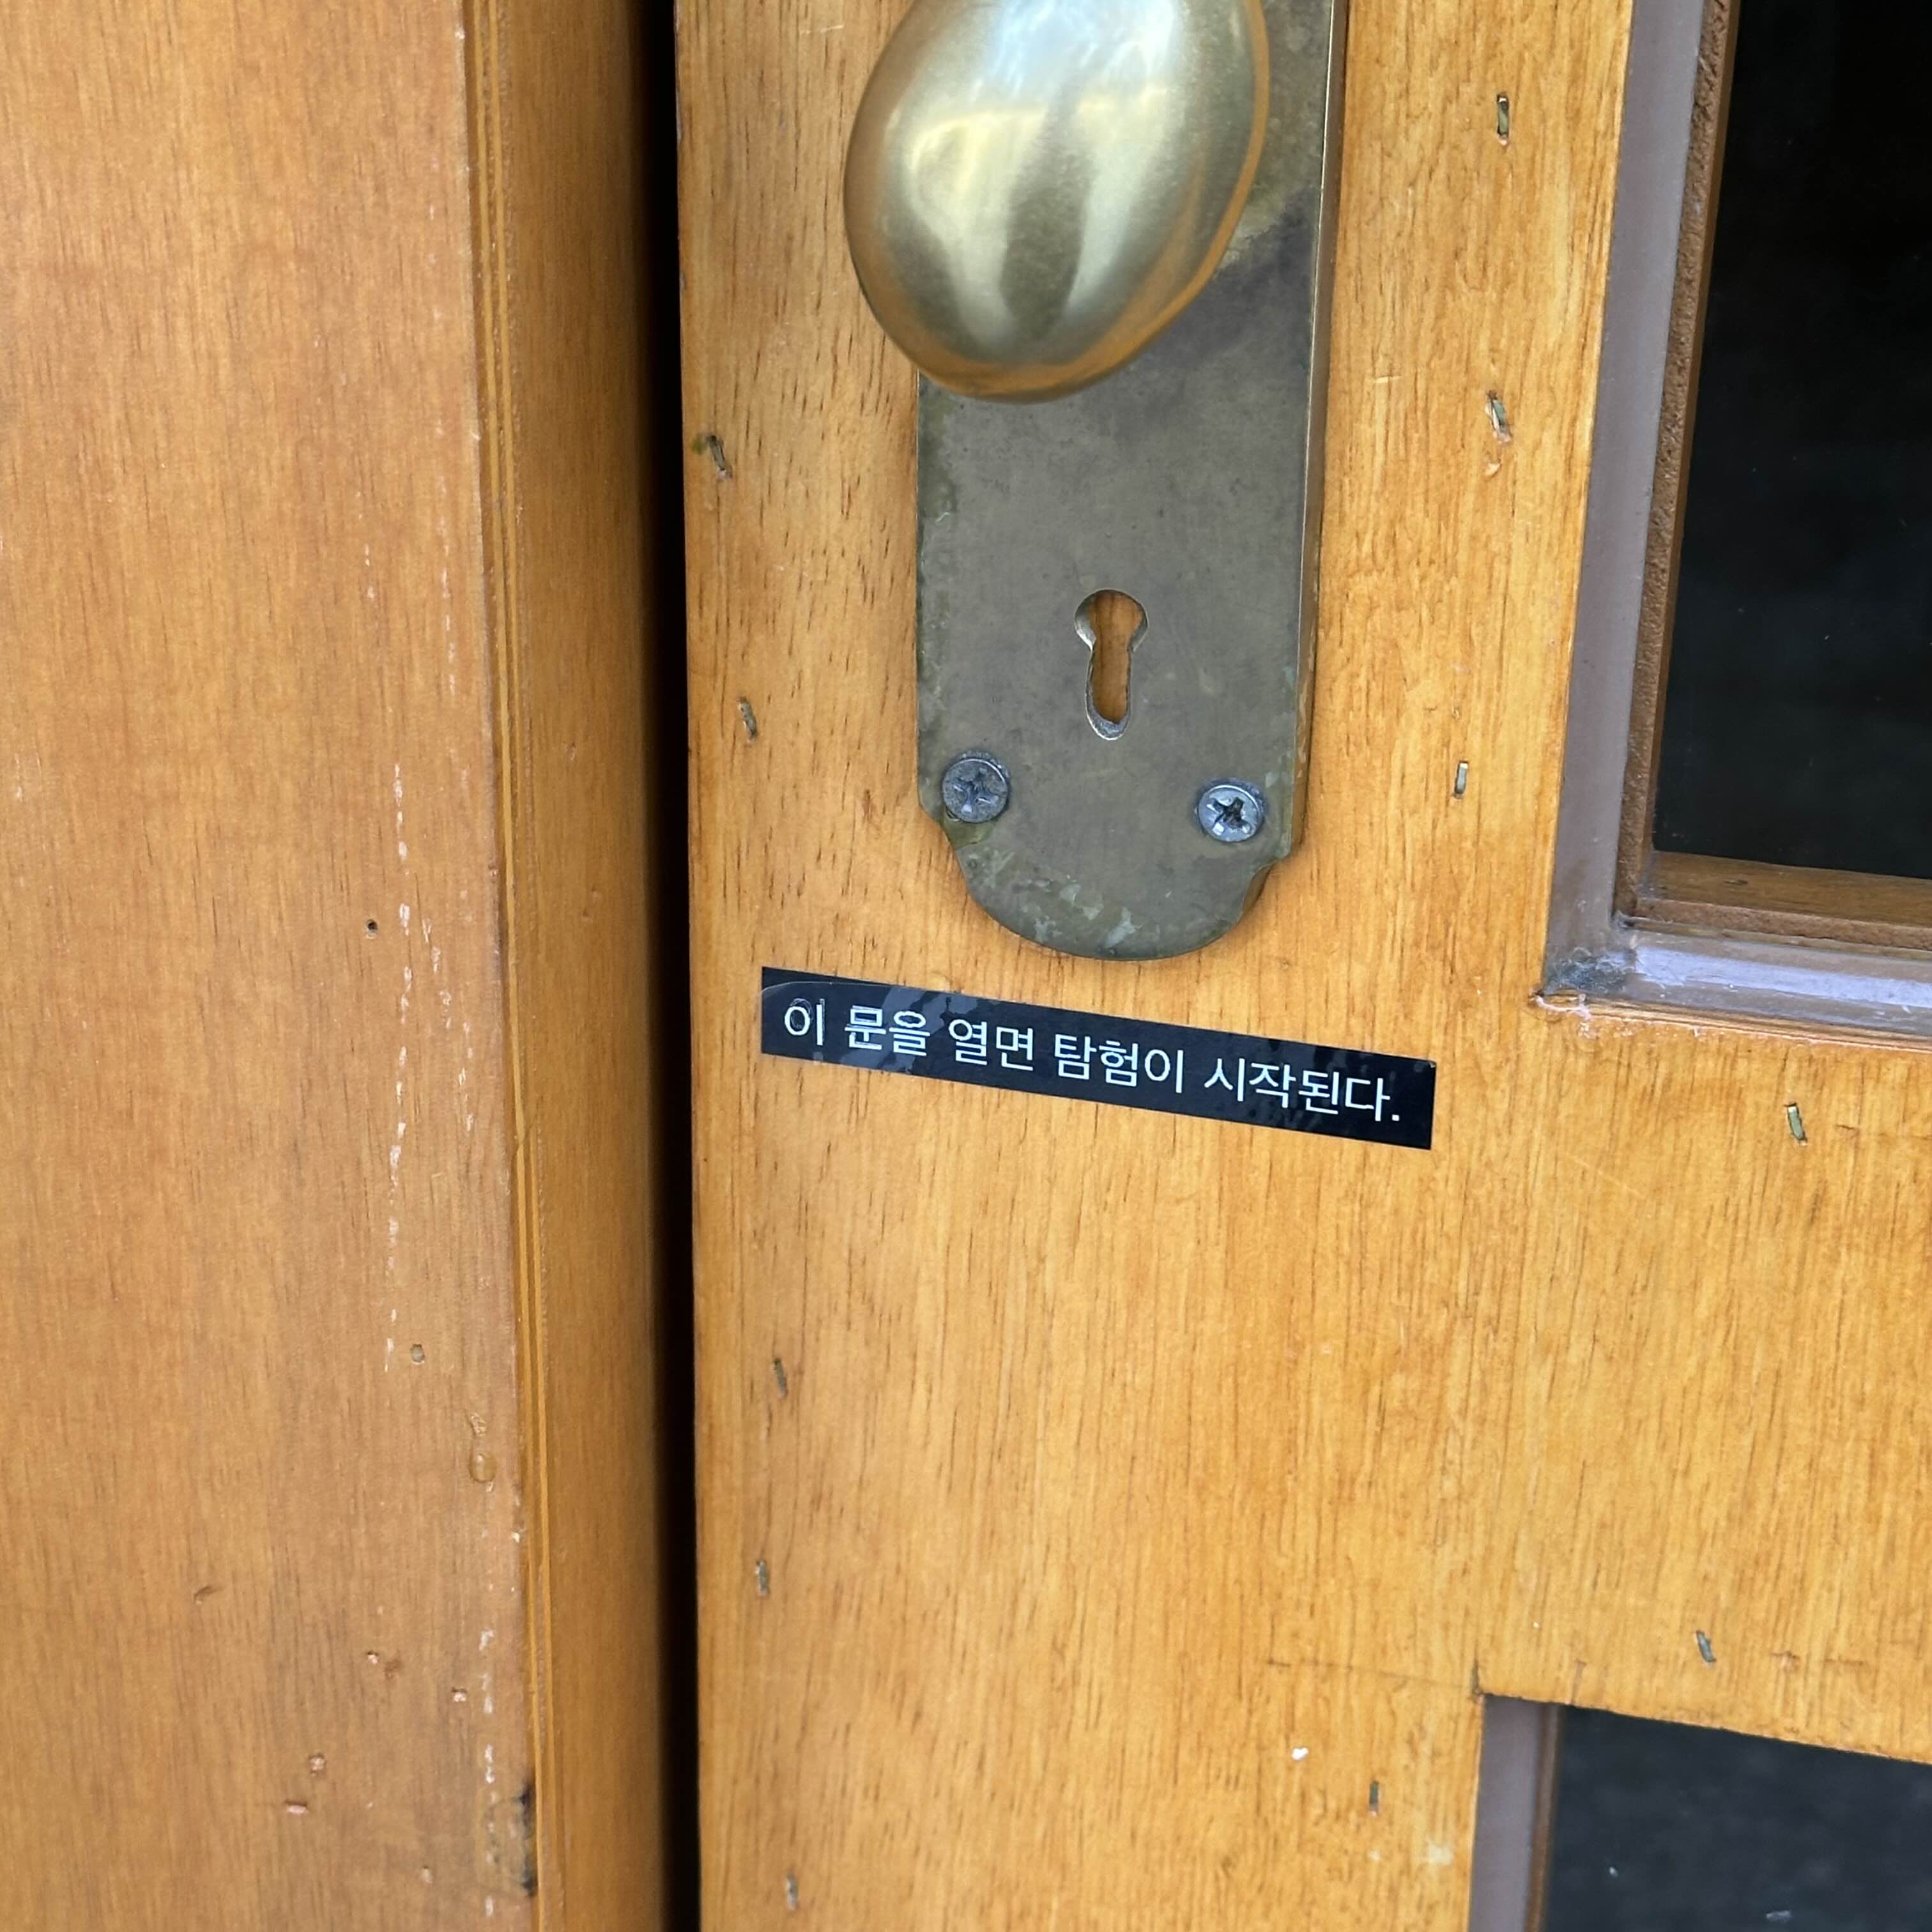 이 문을 열면 탐험이 시작된다.